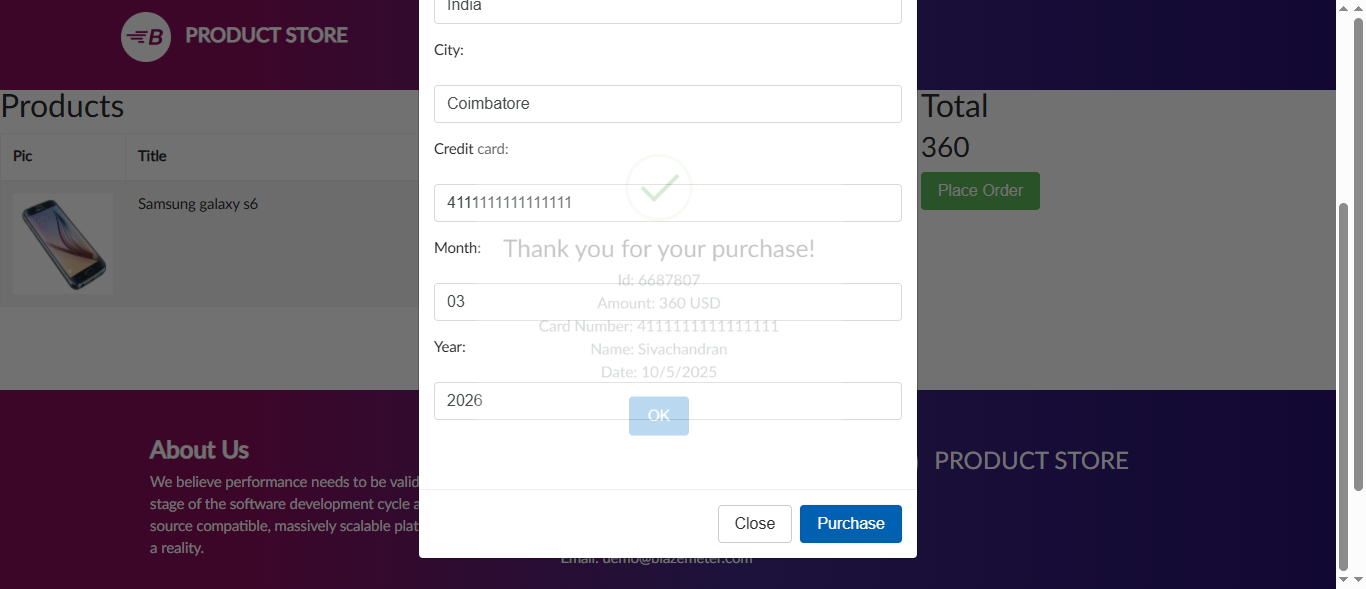 B PRODUCT STORE
Products
Pic Title
Samsung galaxy s6
India
City:
Coimbatore
Credit card:
4111111111111111
Month:
03
Year:
2026
Thank you for your purchase!
Id: 6687807
Amount: 360 USD
Card Number: 4111111111111111
Name: Sivachandran
Date: 10/5/2025
OK
Close Purchase
Total
360
Place Order
About Us
We believe performance needs to be valid
stage of the software development cycle a
source compatible, massively scalable plat
a reality.
Email: demo@blazemeter.com
PRODUCT STORE